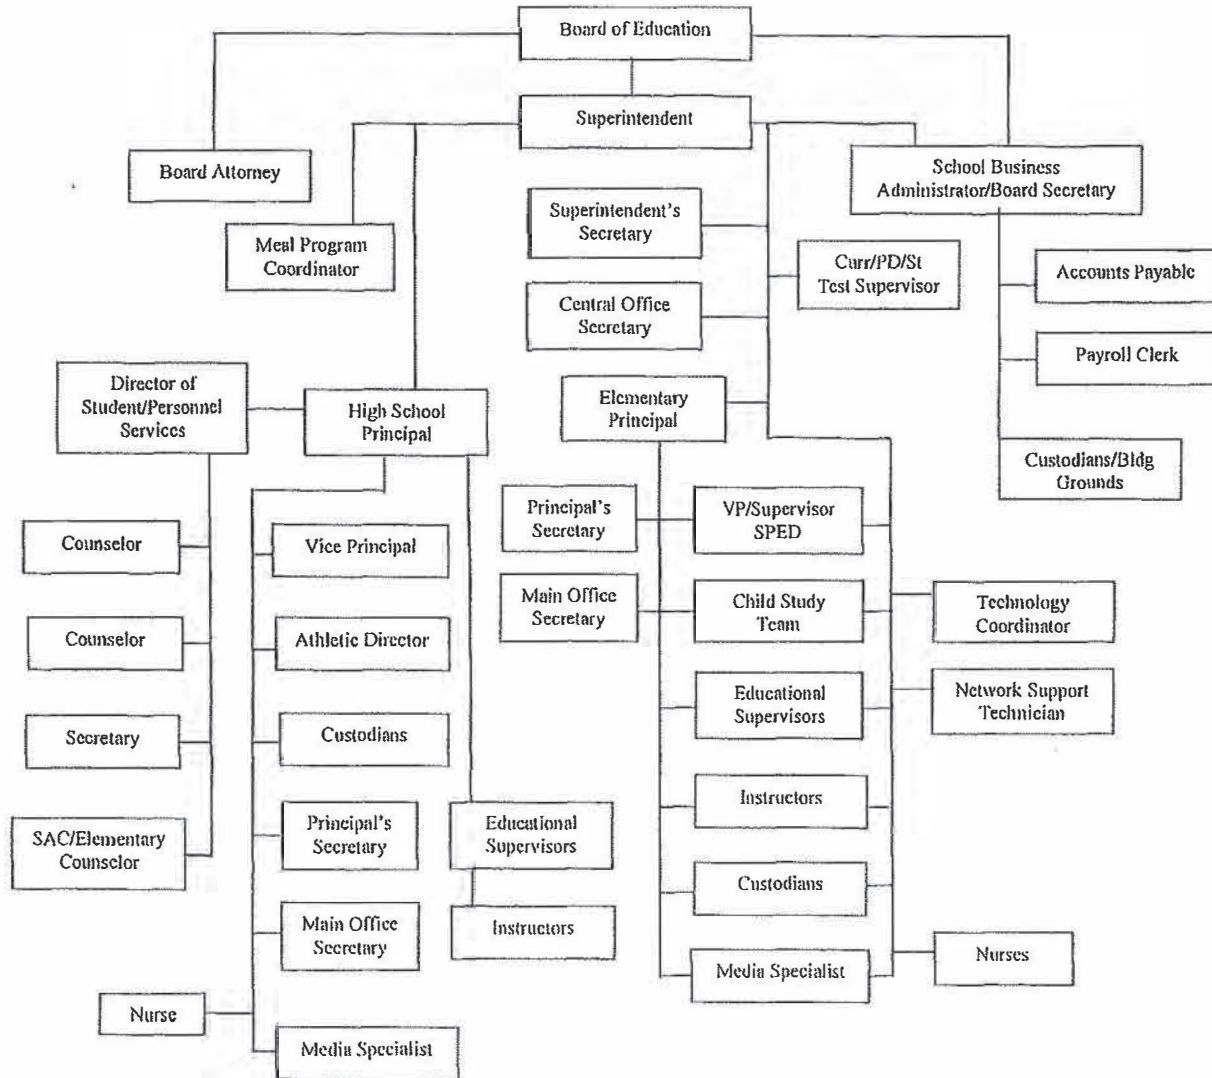 Board of Education
Superintendent
Board Attorney
School Business
Administrator/Board Secretary
Meal Program
Coordinator
Superintendent's
Secretary
Curr/PD/St
Test Supervisor
Accounts Payable
Central Office
Secretary
Payroll Clerk
Director of
Student/Personnel
Services
High School
Principal
Elementary
Principal
Custodians/Bldg
Grounds
Counselor
Vice Principal
Principal's
Secretary
VP/Supervisor
SPED
Counselor
Athletic Director
Main Office
Secretary
Child Study
Team
Technology
Coordinator
Secretary
Custodians
Educational
Supervisors
Network Support
Technician
SAC/Elementary
Counselor
Principal's
Secretary
Educational
Supervisors
Instructors
Main Office
Secretary
Instructors
Custodians
Nurse
Media Specialist
Media Specialist
Nurses